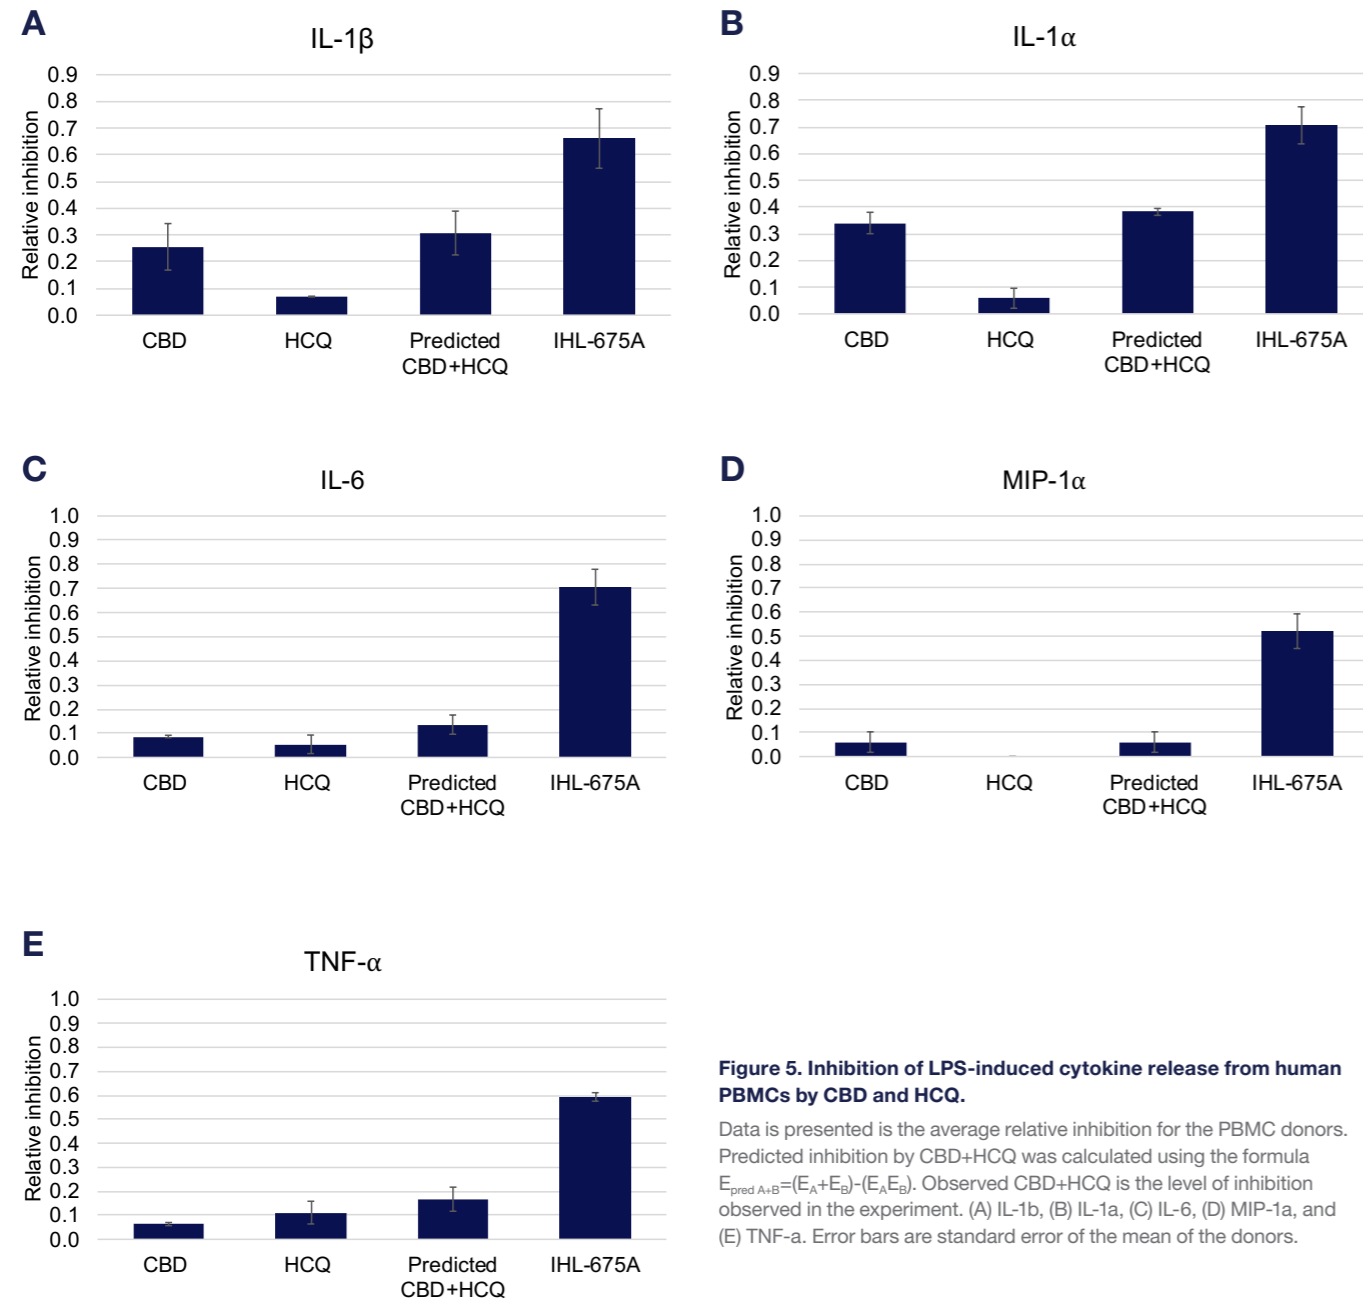 A
IL-1β
Relative inhibition
0.9
0.8
0.7
0.6
0.5
0.4
0.3
0.2
0.1
0.0
CBD
HCQ
Predicted
CBD+HCQ
IHL-675A
B
IL-1α
Relative inhibition
0.9
0.8
0.7
0.6
0.5
0.4
0.3
0.2
0.1
0.0
CBD
HCQ
Predicted
CBD+HCQ
IHL-675A
C
IL-6
Relative inhibition
1.0
0.9
0.8
0.7
0.6
0.5
0.4
0.3
0.2
0.1
0.0
CBD
HCQ
Predicted
CBD+HCQ
IHL-675A
D
MIP-1α
Relative inhibition
1.0
0.9
0.8
0.7
0.6
0.5
0.4
0.3
0.2
0.1
0.0
CBD
HCQ
Predicted
CBD+HCQ
IHL-675A
E
TNF-α
Relative inhibition
1.0
0.9
0.8
0.7
0.6
0.5
0.4
0.3
0.2
0.1
0.0
CBD
HCQ
Predicted
CBD+HCQ
IHL-675A
Figure 5. Inhibition of LPS-induced cytokine release from human
PBMCs by CBD and HCQ.
Data is presented is the average relative inhibition for the PBMC donors.
Predicted inhibition by CBD+HCQ was calculated using the formula
Epred A+B=(EA+EB)-(EAEB). Observed CBD+HCQ is the level of inhibition
observed in the experiment. (A) IL-1b, (B) IL-1a, (C) IL-6, (D) MIP-1a, and
(E) TNF-a. Error bars are standard error of the mean of the donors.